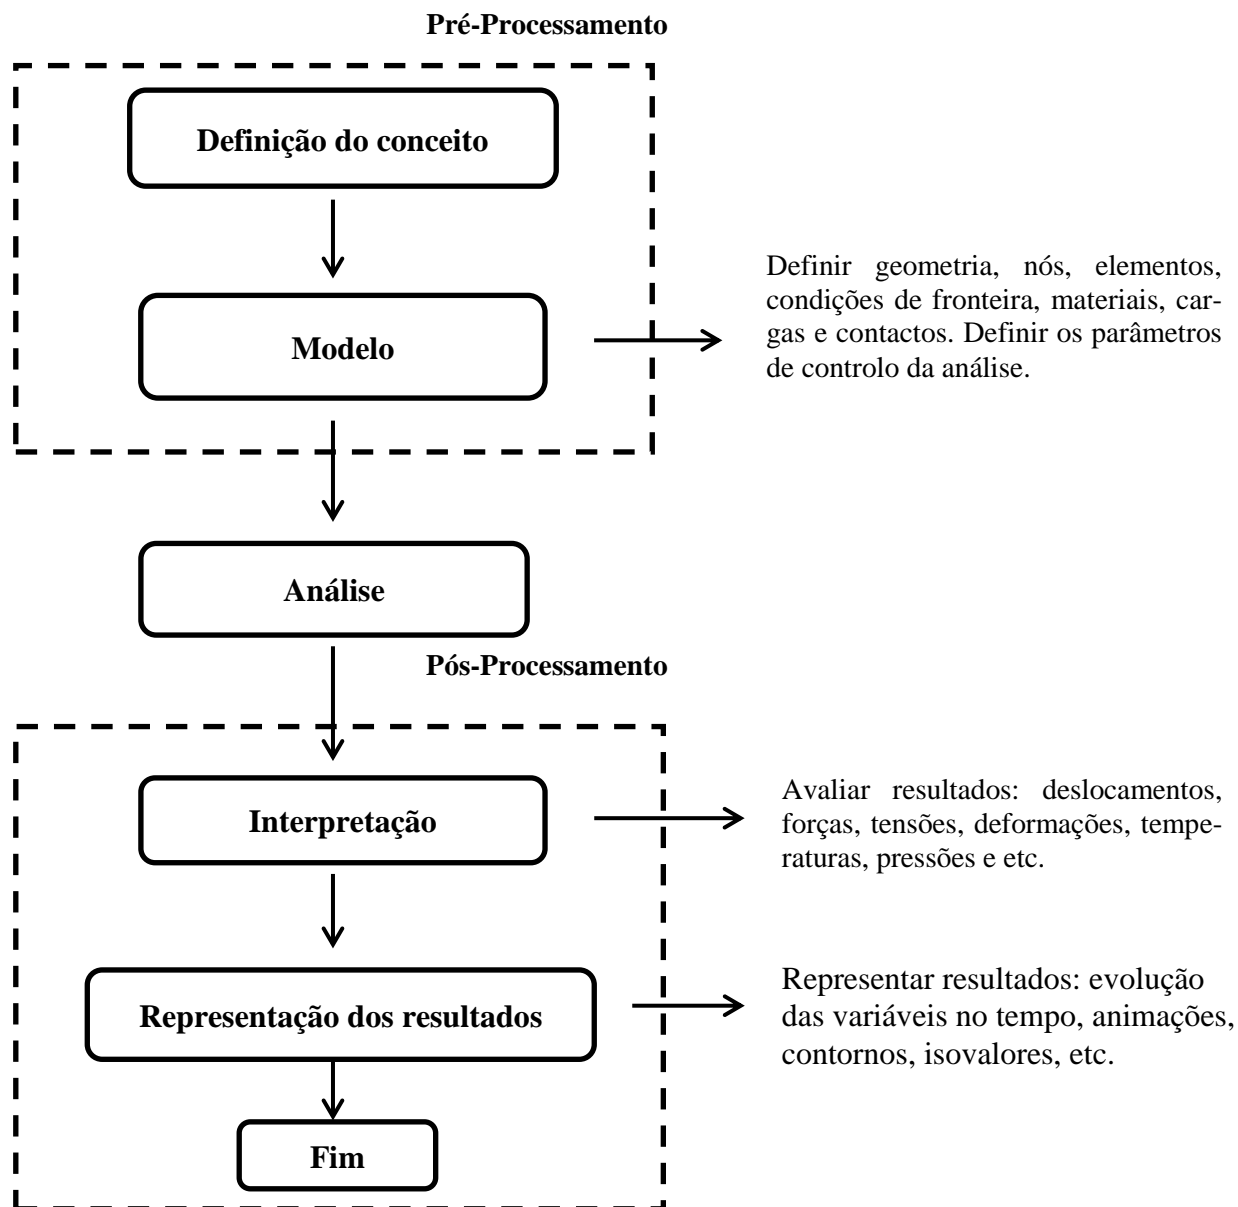 Pré-Processamento
Definição do conceito
Modelo
Definir geometria, nós, elementos,
condições de fronteira, materiais, car-
gas e contactos. Definir os parâmetros
de controlo da análise.
Análise
Pós-Processamento
Interpretação
Avaliar resultados: deslocamentos,
forças, tensões, deformações, tempe-
raturas, pressões e etc.
Representação dos resultados
Representar resultados: evolução
das variáveis no tempo, animações,
contornos, isovalores, etc.
Fim